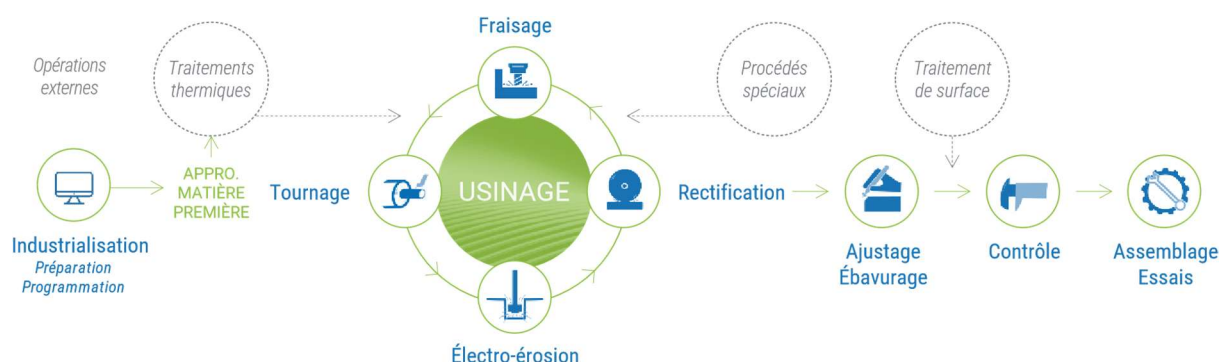 Fraisage
Opérations
externes
Traitements
thermiques
Procédés
spéciaux
Traitement
de surface
APPRO.
MATIÈRE
PREMIÈRE
Tournage
USINAGE
Rectification
Industrialisation
Préparation
Programmation
Ajustage
Ébavurage
Contrôle
Assemblage
Essais
Électro-érosion